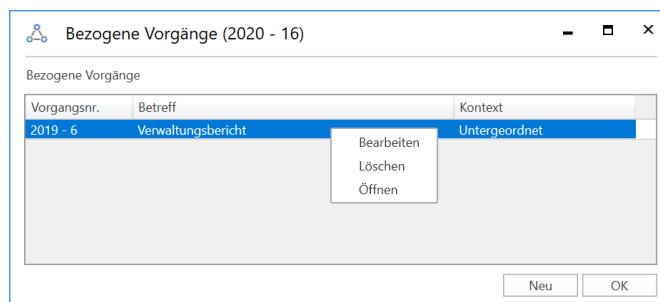 Bezogene Vorgänge (2020 - 16)
Bezogene Vorgänge
Vorgangsnr. Betreff Kontext
2019 - 6 Verwaltungsbericht Untergeordnet
Bearbeiten
Löschen
Öffnen
Neu OK